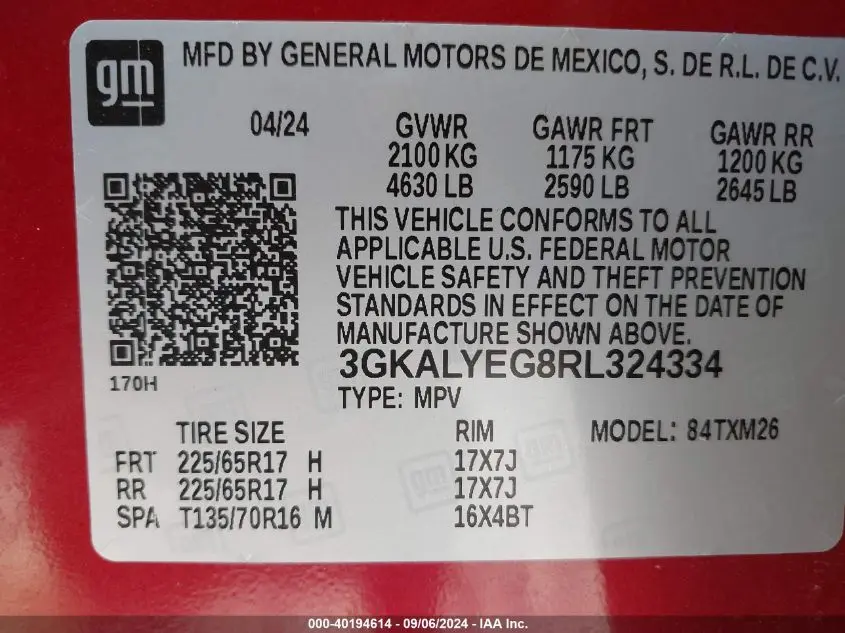 gm
MFD BY GENERAL MOTORS DE MEXICO, S. DE R.L. DE C.V.
04/24 GVWR GAWR FRT GAWR RR
2100 KG 1175 KG 1200 KG
4630 LB 2590 LB 2645 LB
THIS VEHICLE CONFORMS TO ALL
APPLICABLE U.S. FEDERAL MOTOR
VEHICLE SAFETY AND THEFT PREVENTION
STANDARDS IN EFFECT ON THE DATE OF
MANUFACTURE SHOWN ABOVE.
3GKALYEG8RL324334
170H
TYPE: MPV
TIRE SIZE RIM MODEL: 84TXM26
FRT 225/65R17 H 17X7J
RR 225/65R17 H 17X7J
SPA T135/70R16 M 16X4BT
000-40194614 - 09/06/2024 - IAA Inc.